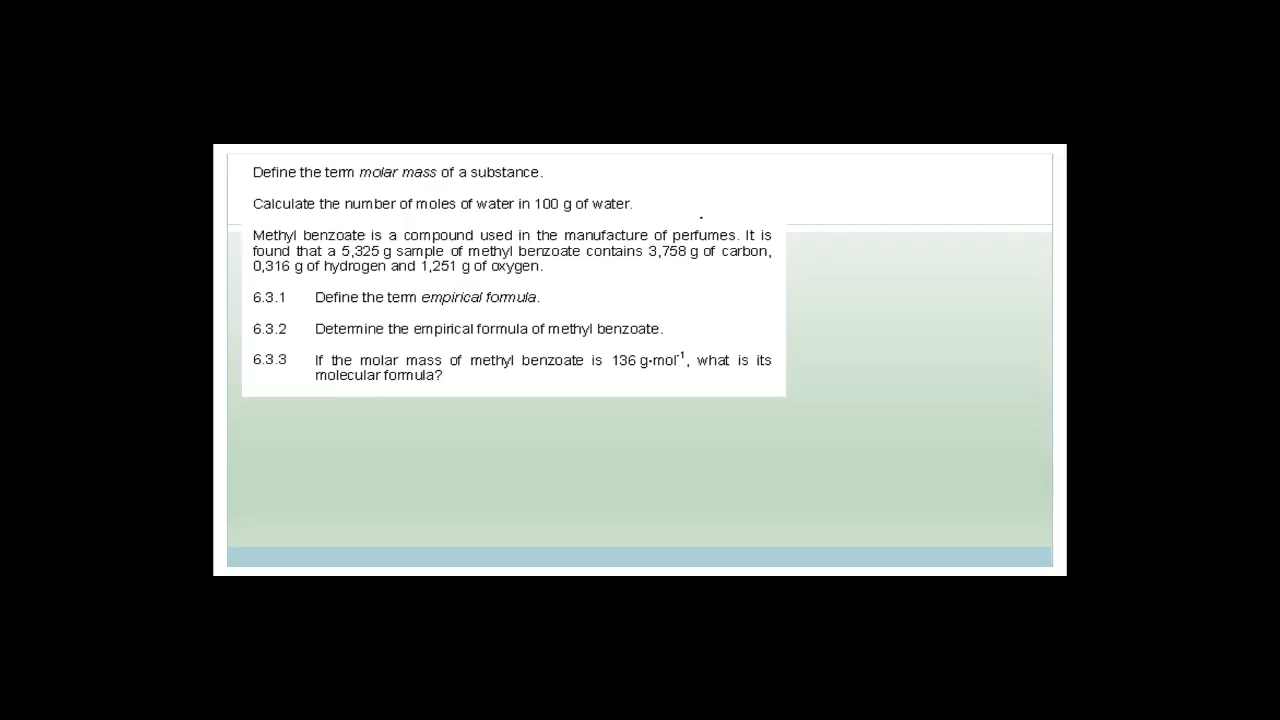 Define the term molar mass of a substance.
Calculate the number of moles of water in 100 g of water.
Methyl benzoate is a compound used in the manufacture of perfumes. It is
found that a 5,325 g sample of methyl benzoate contains 3,758 g of carbon,
0,316 g of hydrogen and 1,251 g of oxygen.
6.3.1 Define the term empirical formula.
6.3.2 Determine the empirical formula of methyl benzoate.
6.3.3 If the molar mass of methyl benzoate is 136 g·mol⁻¹, what is its
molecular formula?